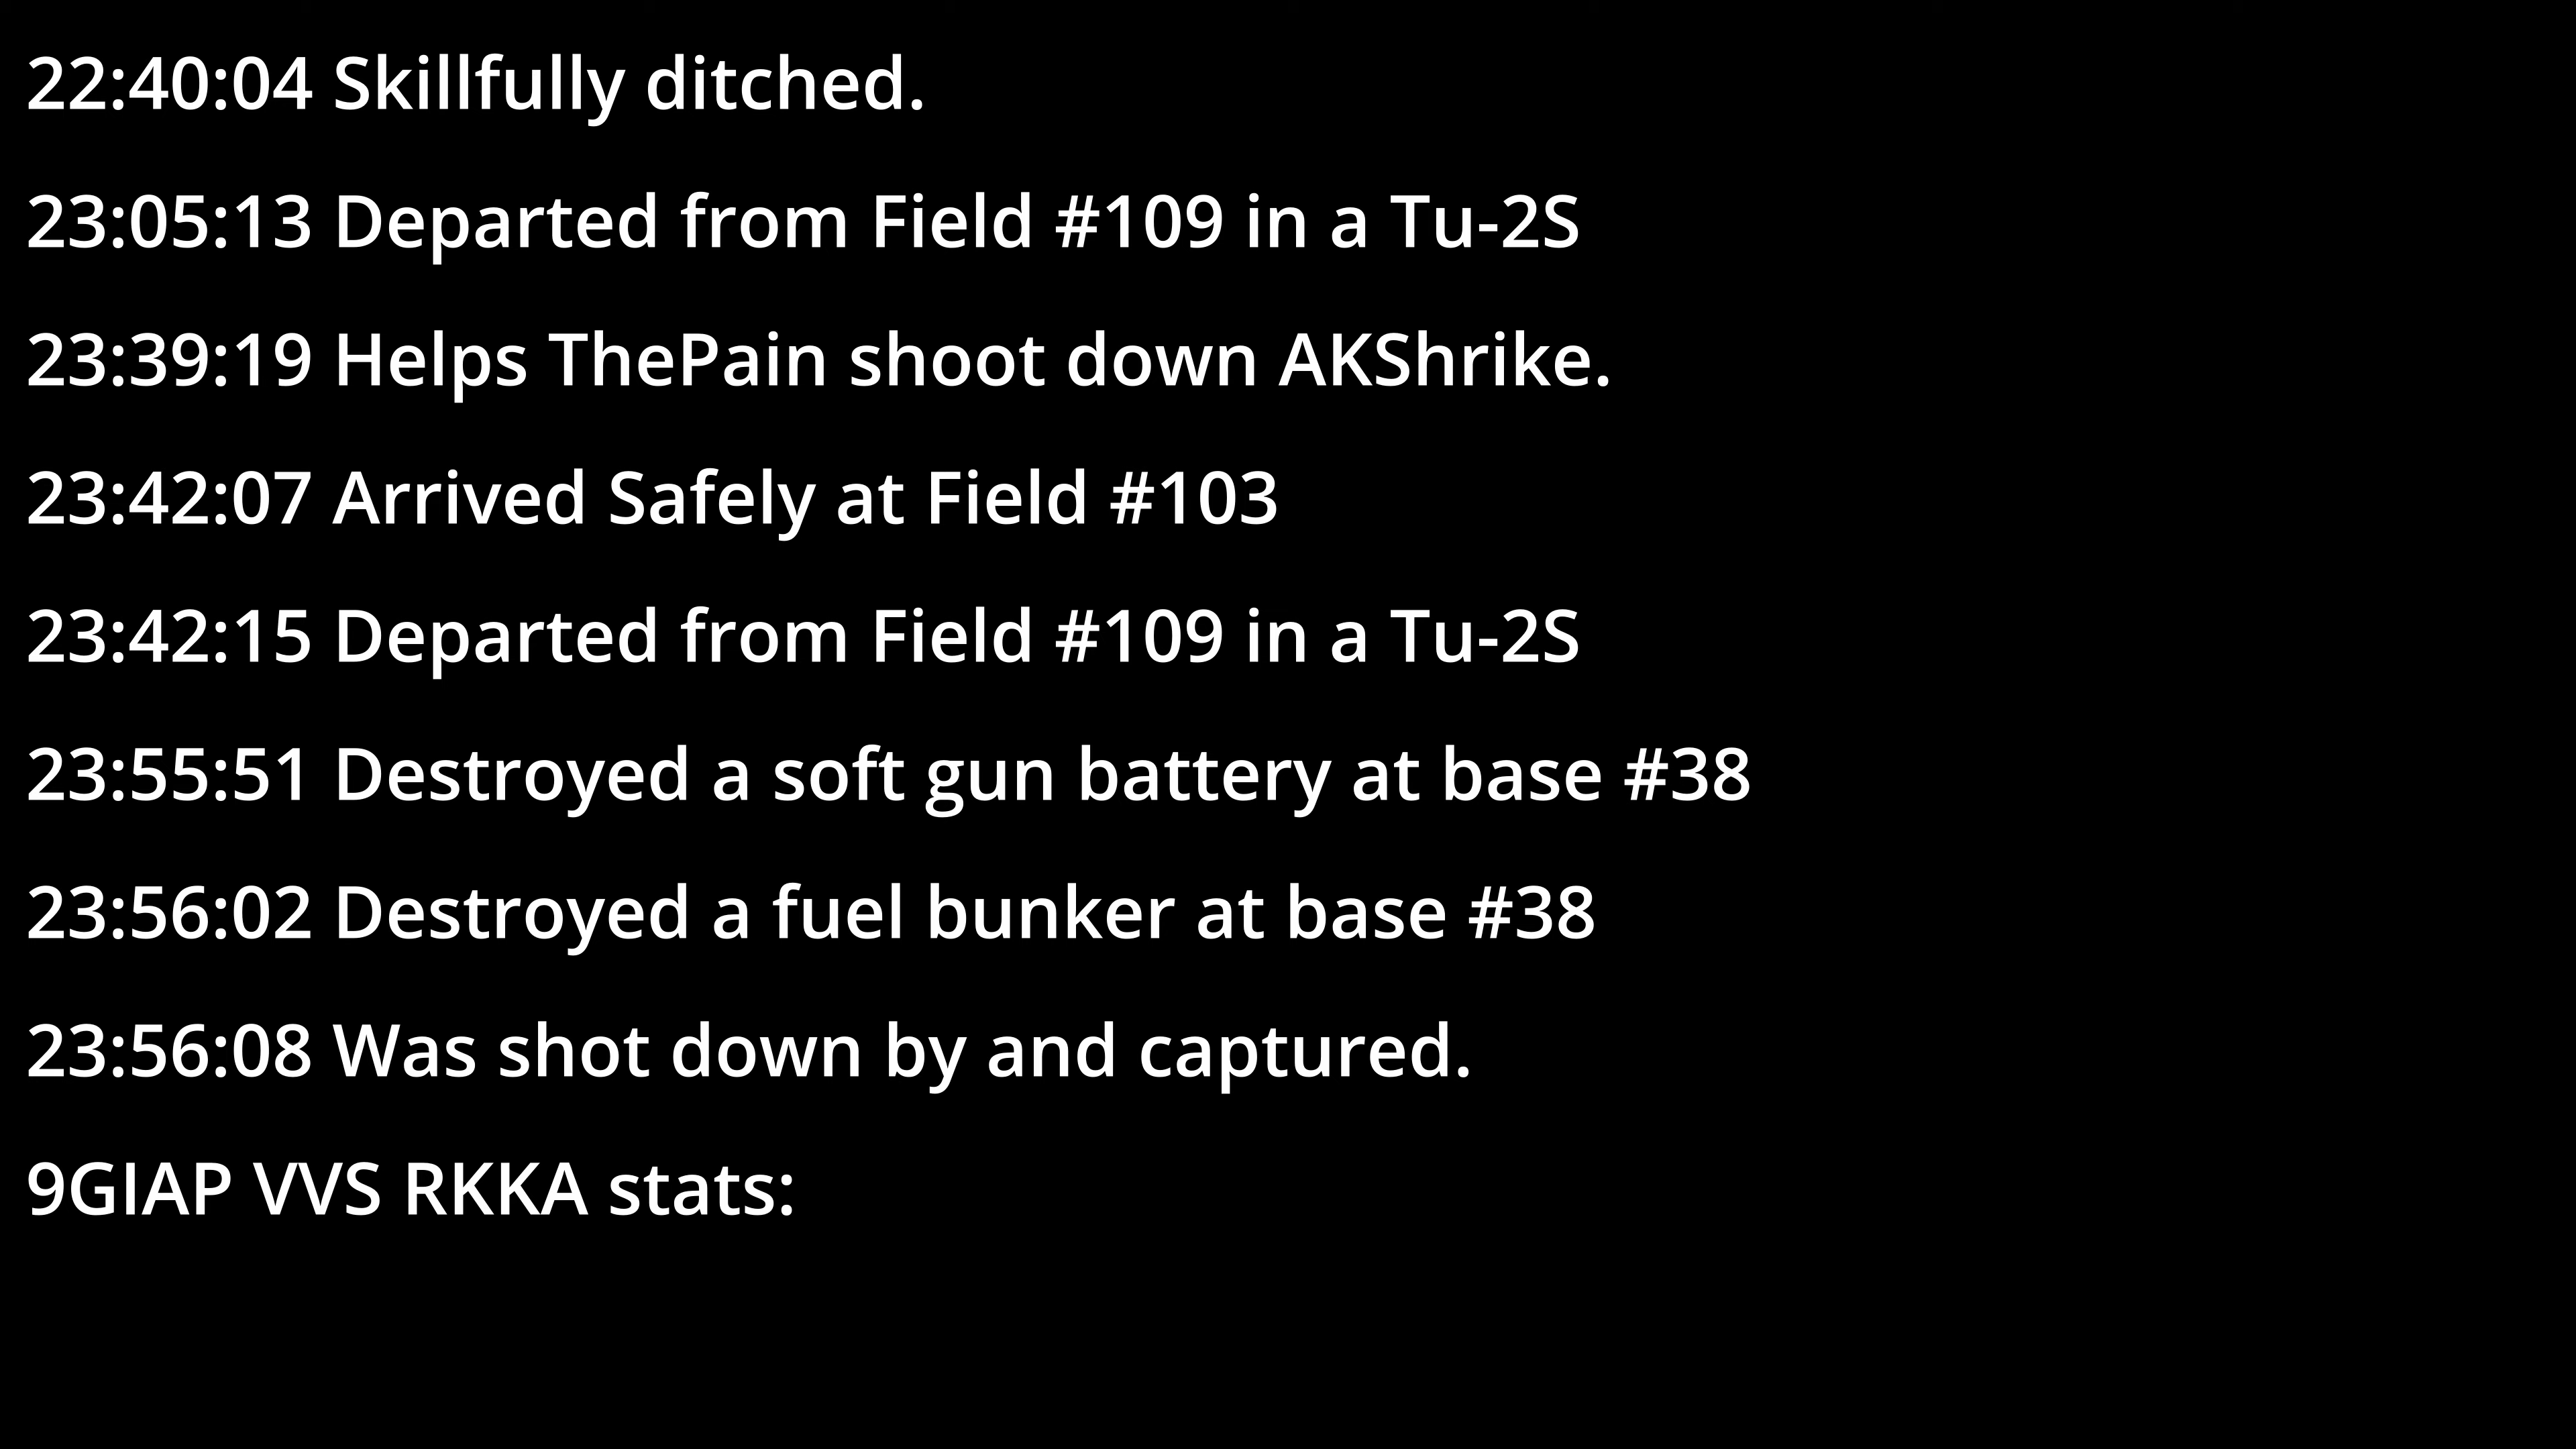 22:40:04 Skillfully ditched.
23:05:13 Departed from Field #109 in a Tu-2S
23:39:19 Helps ThePain shoot down AKShrike.
23:42:07 Arrived Safely at Field #103
23:42:15 Departed from Field #109 in a Tu-2S
23:55:51 Destroyed a soft gun battery at base #38
23:56:02 Destroyed a fuel bunker at base #38
23:56:08 Was shot down by and captured.
9GIAP VVS RKKA stats: